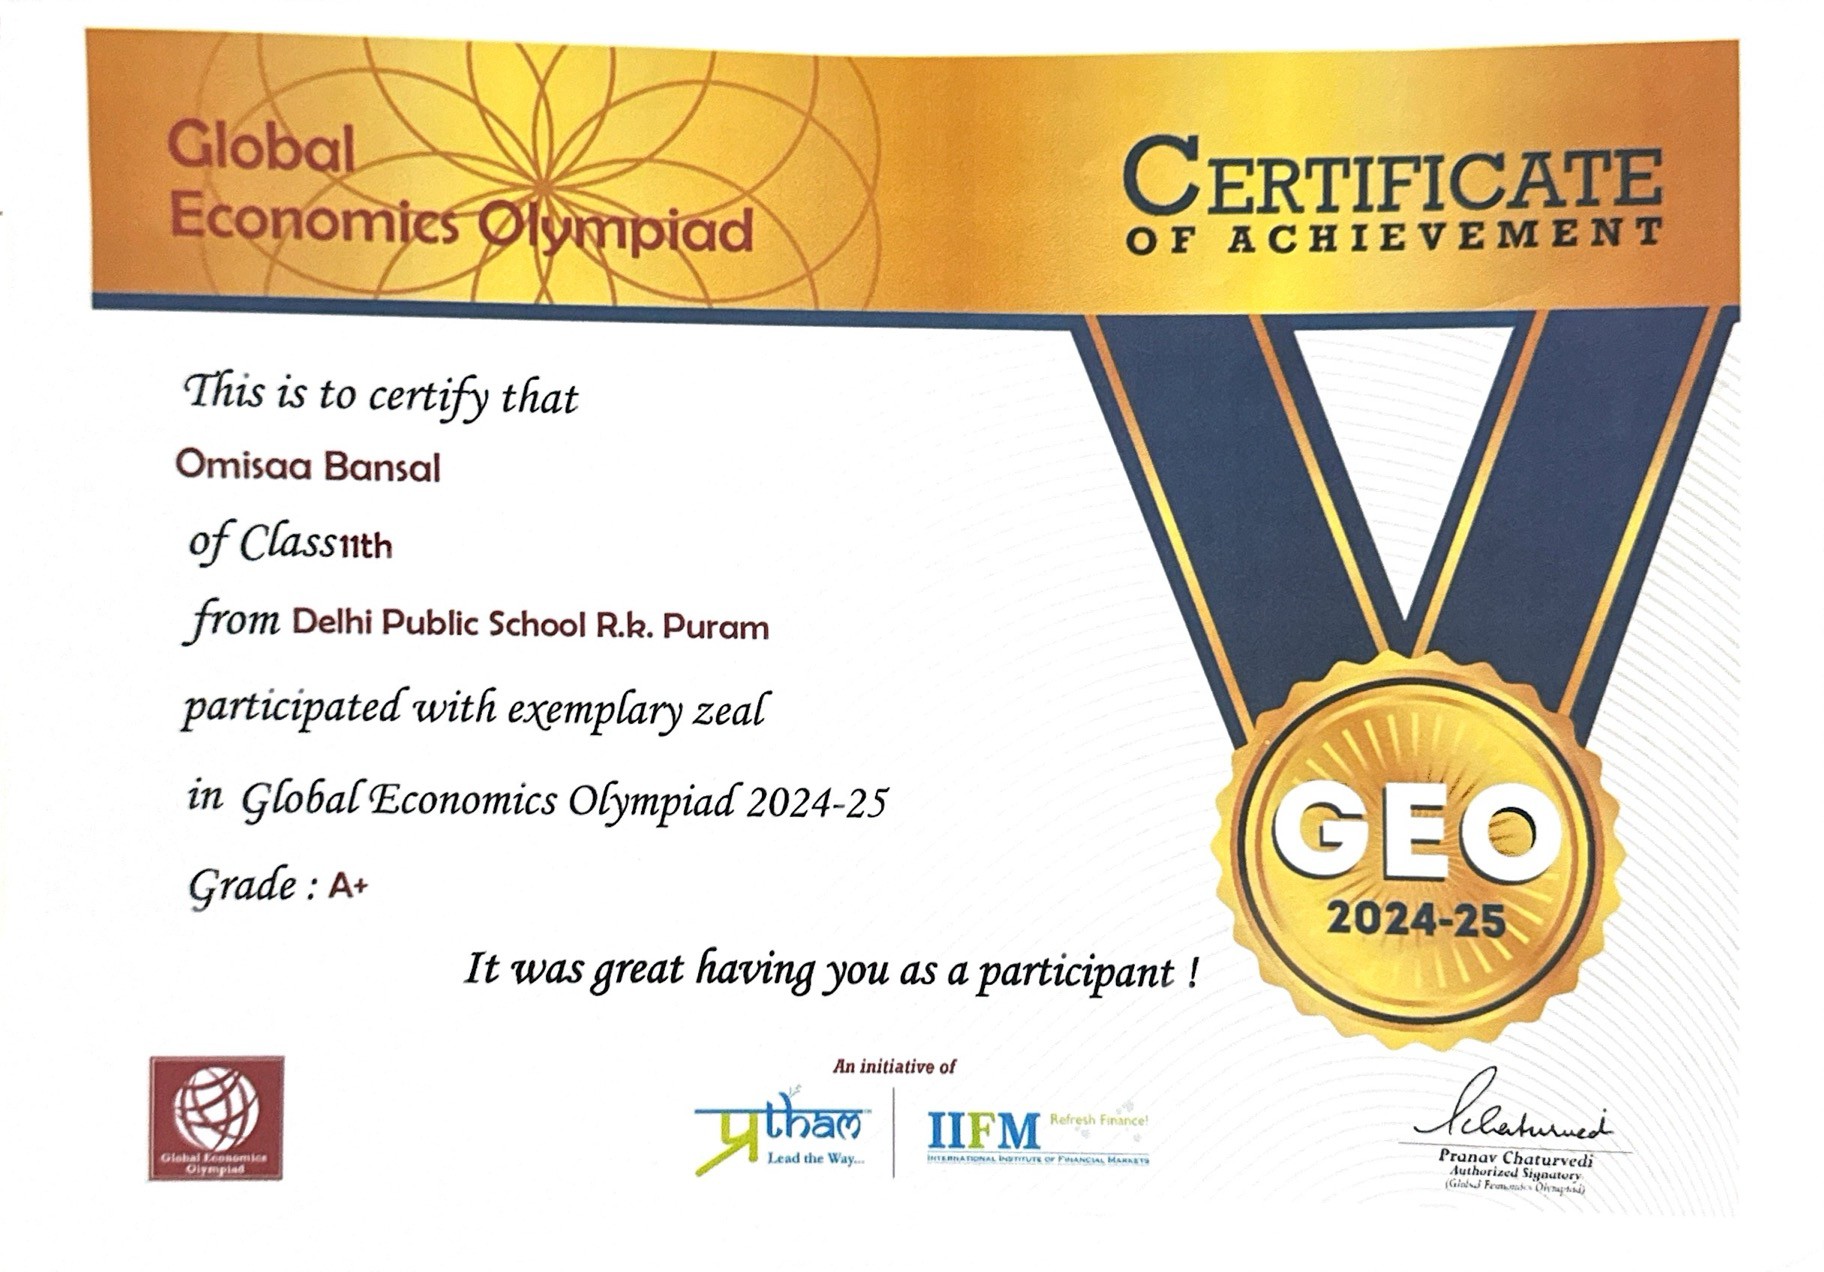 Global
Economics Olympiad
CERTIFICATE
OF ACHIEVEMENT
This is to certify that
Omisaa Bansal
of Class11th
from Delhi Public School R.k. Puram
participated with exemplary zeal
in Global Economics Olympiad 2024-25
Grade : A+
GEO
2024-25
It was great having you as a participant !
Global Economics
Olympiad
An initiative of
प्रtham
Lead the Way...
IIFM Refresh Finance!
INTERNATIONAL INSTITUTE OF FINANCIAL MARKETS
Pranav Chaturvedi
Authorized Signatory
(Global Economics Olympiad)